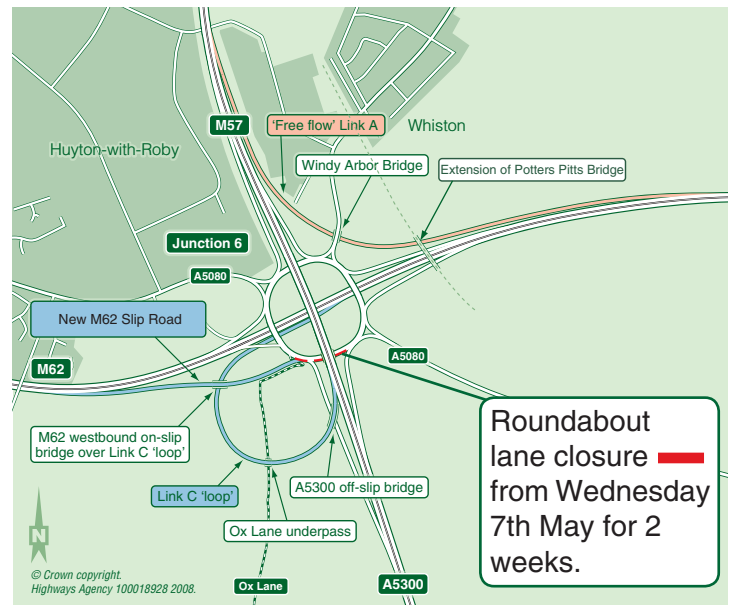 M57
'Free flow' Link A
Whiston
Huyton-with-Roby
Windy Arbor Bridge
Extension of Potters Pitts Bridge
Junction 6
A5080
New M62 Slip Road
M62
A5080
M62 westbound on-slip
bridge over Link C 'loop'
Link C 'loop'
A5300 off-slip bridge
Ox Lane underpass
Roundabout
lane closure
from Wednesday
7th May for 2
weeks.
N
© Crown copyright.
Highways Agency 100018928 2008.
Ox Lane
A5300